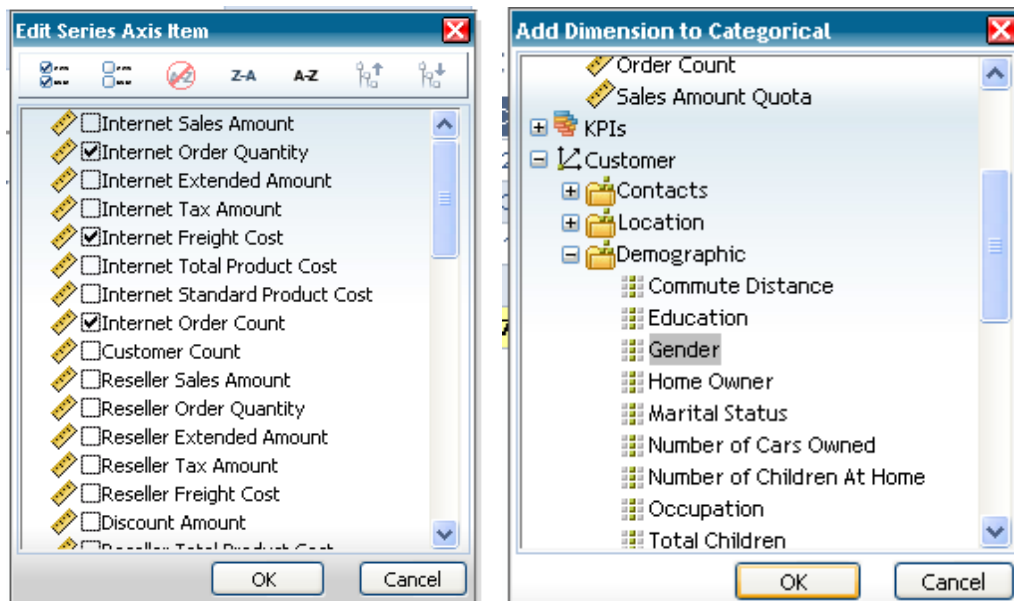 Edit Series Axis Item
Z-A
A-Z
Internet Sales Amount
Internet Order Quantity
Internet Extended Amount
Internet Tax Amount
Internet Freight Cost
Internet Total Product Cost
Internet Standard Product Cost
Internet Order Count
Customer Count
Reseller Sales Amount
Reseller Order Quantity
Reseller Extended Amount
Reseller Tax Amount
Reseller Freight Cost
Discount Amount
Reseller Total Product Cost
OK
Cancel
Add Dimension to Categorical
Order Count
Sales Amount Quota
KPIs
Customer
Contacts
Location
Demographic
Commute Distance
Education
Gender
Home Owner
Marital Status
Number of Cars Owned
Number of Children At Home
Occupation
Total Children
OK
Cancel